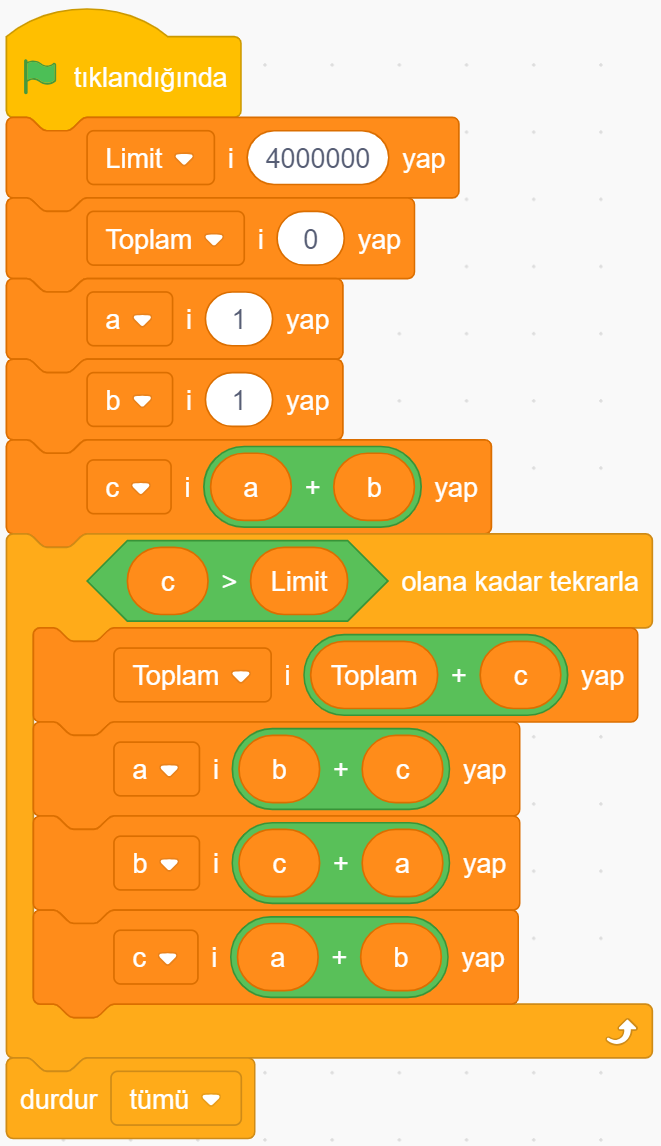 tıklandığında
Limit i 4000000 yap
Toplam i 0 yap
a i 1 yap
b i 1 yap
c i a + b yap
c > Limit olana kadar tekrarla
Toplam i Toplam + c yap
a i b + c yap
b i c + a yap
c i a + b yap
durdur tümü